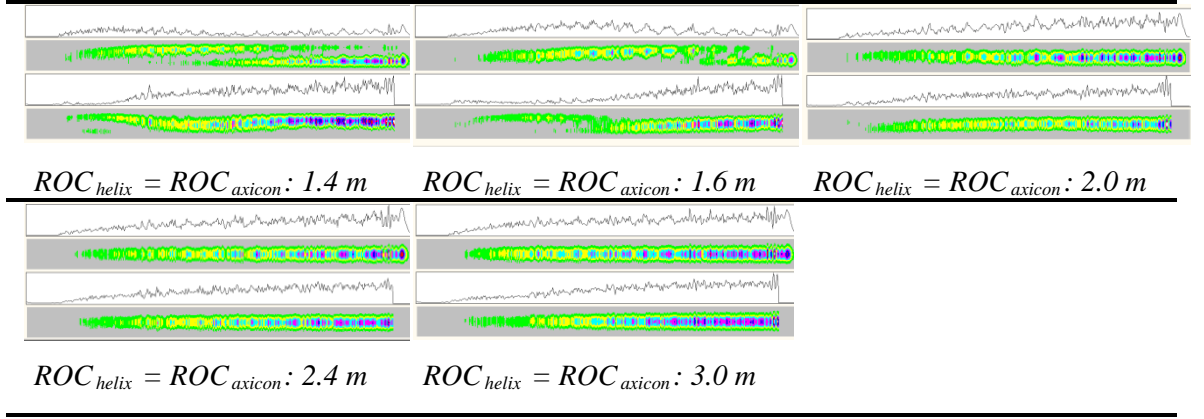 ROC helix = ROC axicon : 1.4 m ROC helix = ROC axicon : 1.6 m ROC helix = ROC axicon : 2.0 m
ROC helix = ROC axicon : 2.4 m ROC helix = ROC axicon : 3.0 m